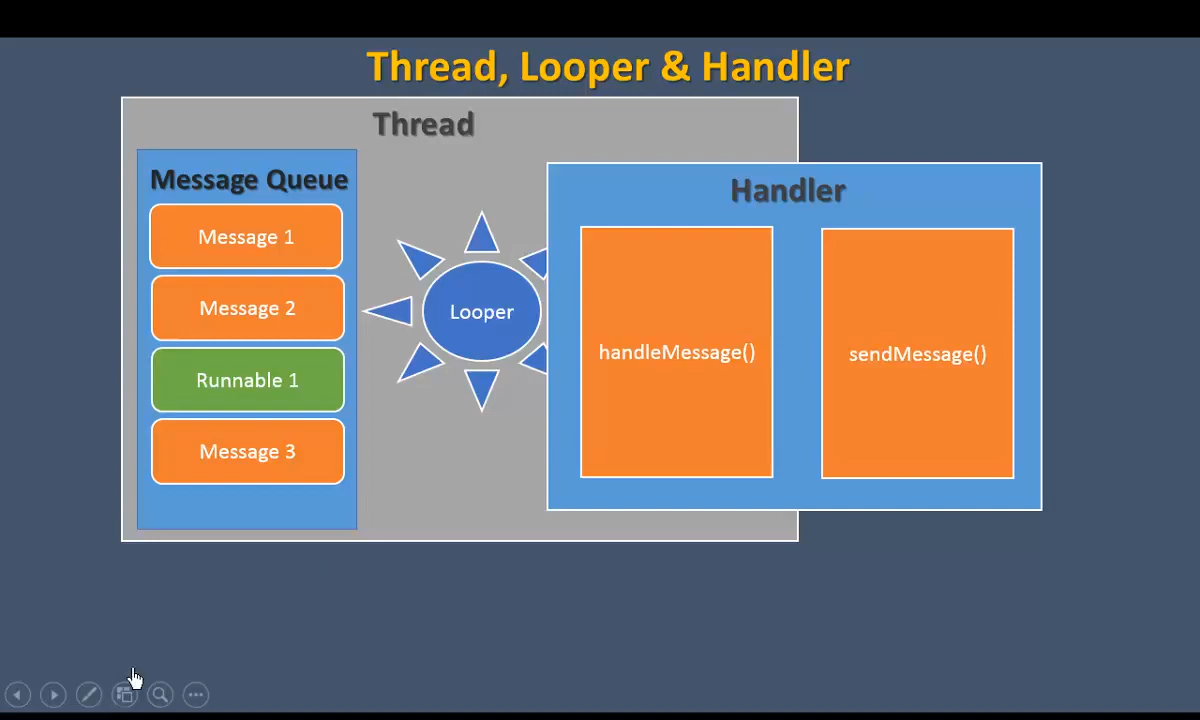 Thread, Looper & Handler
Thread
Message Queue
Message 1
Message 2
Runnable 1
Message 3
Looper
Handler
handleMessage()
sendMessage()